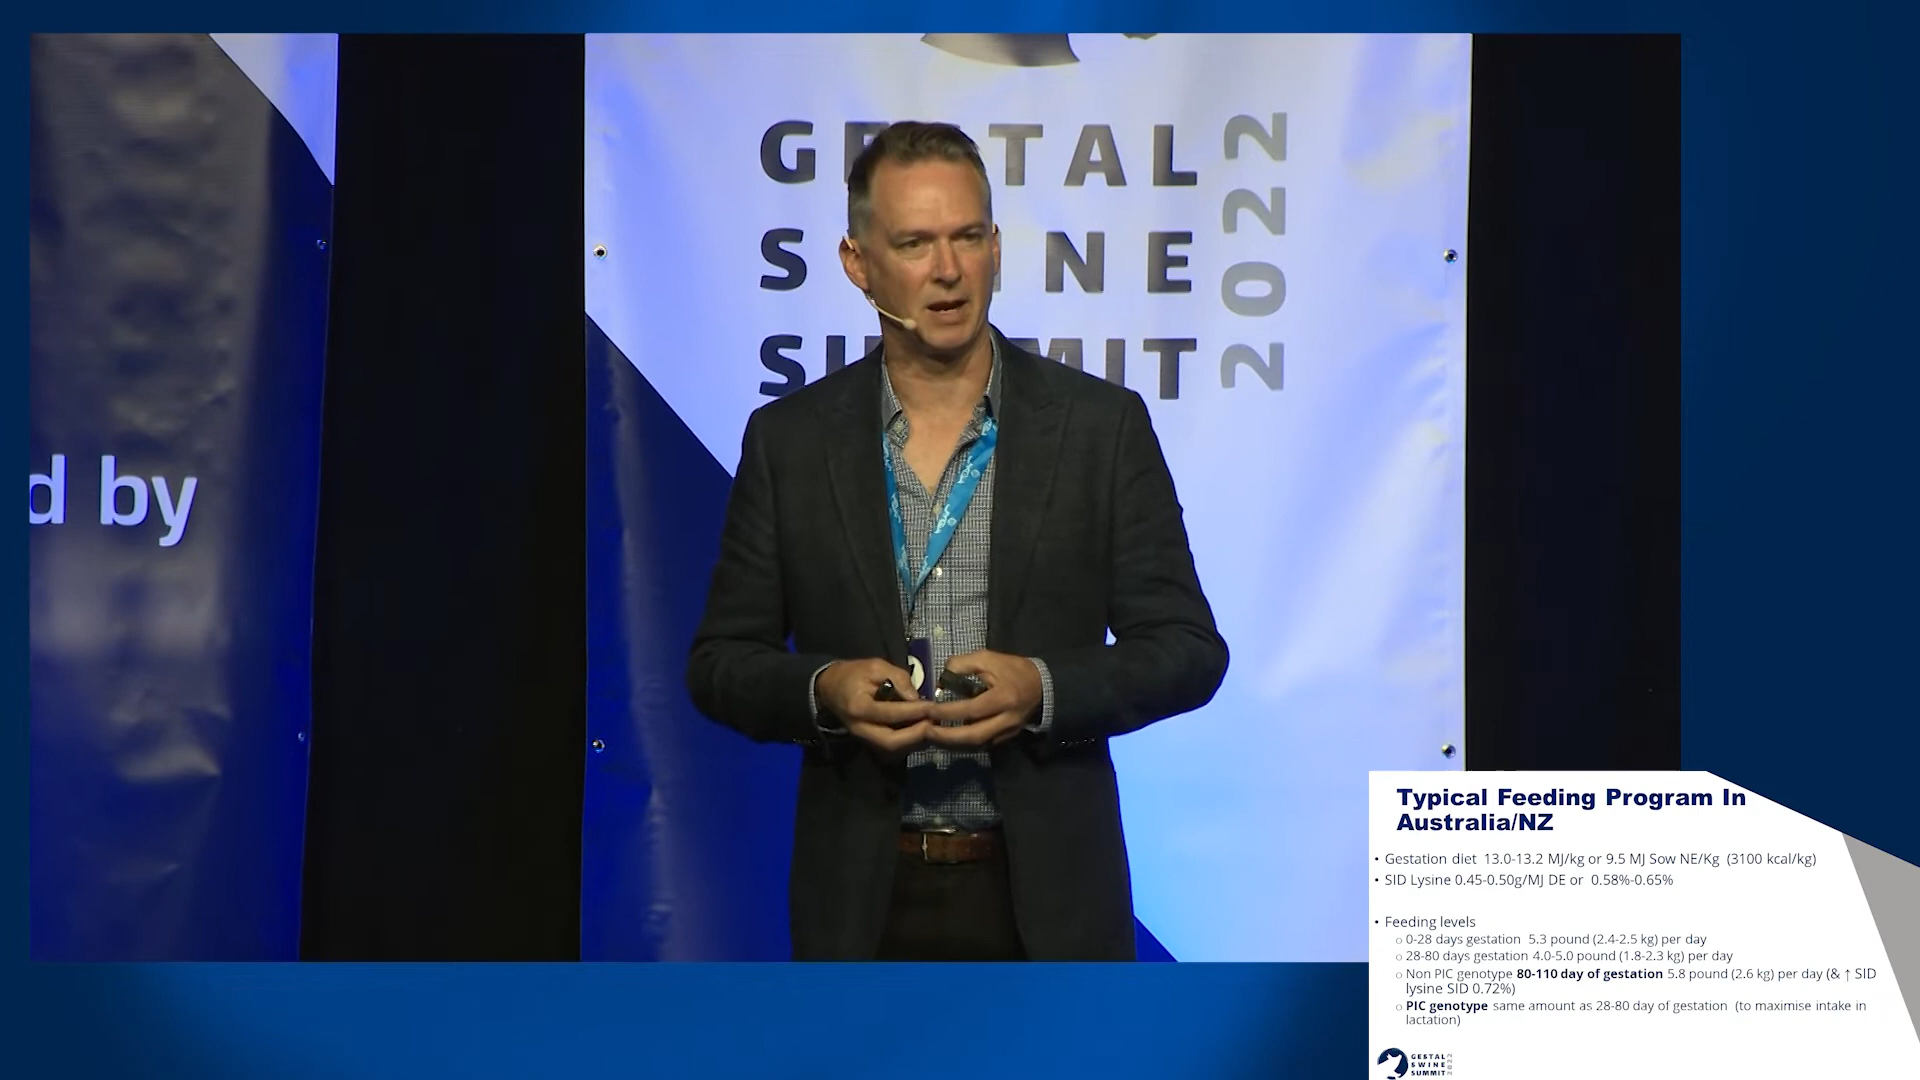 GESTAL
SWINE
SUMMIT
2022
d by
Typical Feeding Program In
Australia/NZ
• Gestation diet 13.0-13.2 MJ/kg or 9.5 MJ Sow NE/Kg (3100 kcal/kg)
• SID Lysine 0.45-0.50g/MJ DE or 0.58%-0.65%
• Feeding levels
o 0-28 days gestation 5.3 pound (2.4-2.5 kg) per day
o 28-80 days gestation 4.0-5.0 pound (1.8-2.3 kg) per day
o Non PIC genotype 80-110 day of gestation 5.8 pound (2.6 kg) per day (& ↑ SID
lysine SID 0.72%)
o PIC genotype same amount as 28-80 day of gestation (to maximise intake in
lactation)
GESTAL
SWINE
SUMMIT
2022